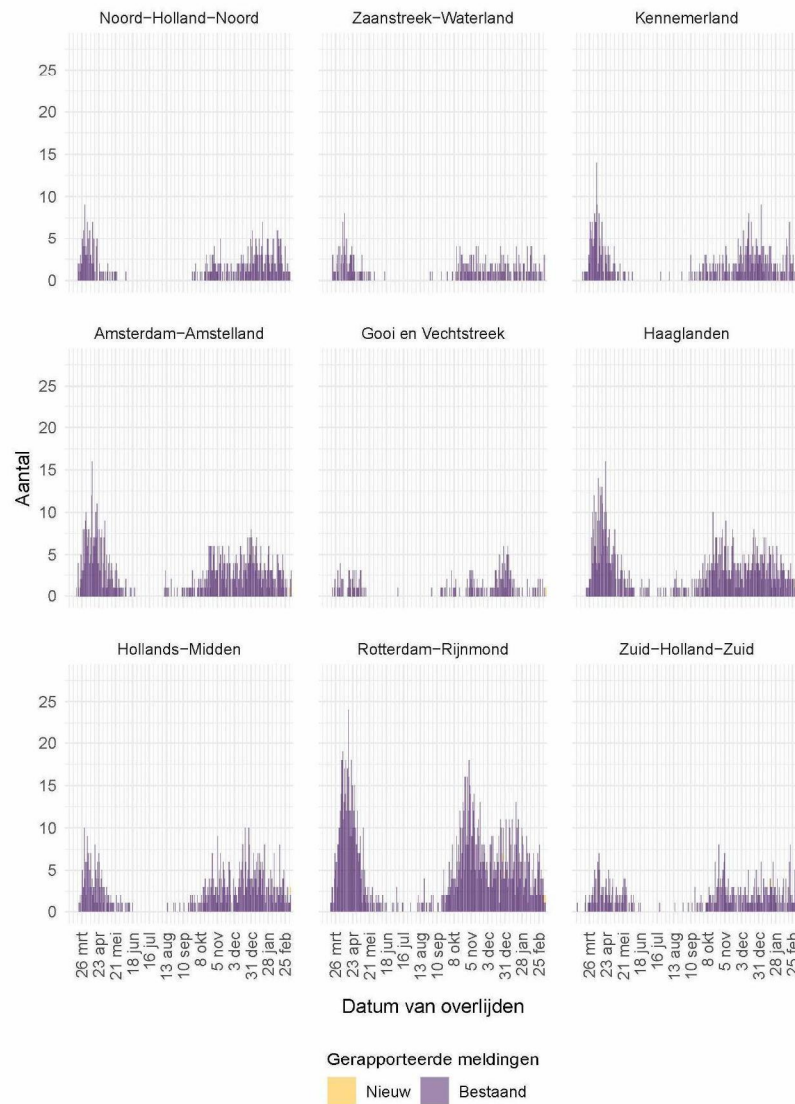 Noord−Holland−Noord Zaanstreek−Waterland Kennemerland
25
20
15
10
5
0
Amsterdam−Amstelland Gooi en Vechtstreek Haaglanden
25
20
15
10
5
0
Aantal
Hollands−Midden Rotterdam−Rijnmond Zuid−Holland−Zuid
25
20
15
10
5
0
26 mrt 23 apr 21 mei 18 jun 16 jul 13 aug 10 sep 8 okt 5 nov 3 dec 31 dec 28 jan 25 feb
26 mrt 23 apr 21 mei 18 jun 16 jul 13 aug 10 sep 8 okt 5 nov 3 dec 31 dec 28 jan 25 feb
26 mrt 23 apr 21 mei 18 jun 16 jul 13 aug 10 sep 8 okt 5 nov 3 dec 31 dec 28 jan 25 feb
Datum van overlijden
Gerapporteerde meldingen
Nieuw Bestaand